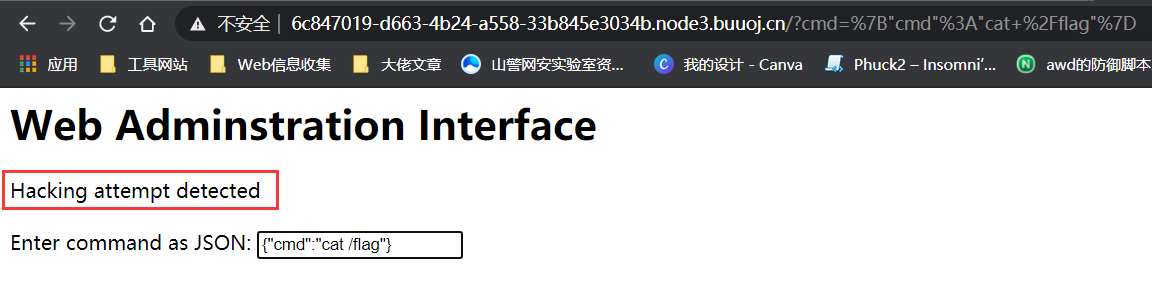 不安全 | 6c847019-d663-4b24-a558-33b845e3034b.node3.buuoj.cn/?cmd=%7B"cmd"%3A"cat+%2Fflag"%7D
应用 工具网站 Web信息收集 大佬文章 山警网安实验室资... 我的设计 - Canva Phuck2 – Insomni'... awd的防御脚本
Web Adminstration Interface
Hacking attempt detected
Enter command as JSON: {"cmd":"cat /flag"}